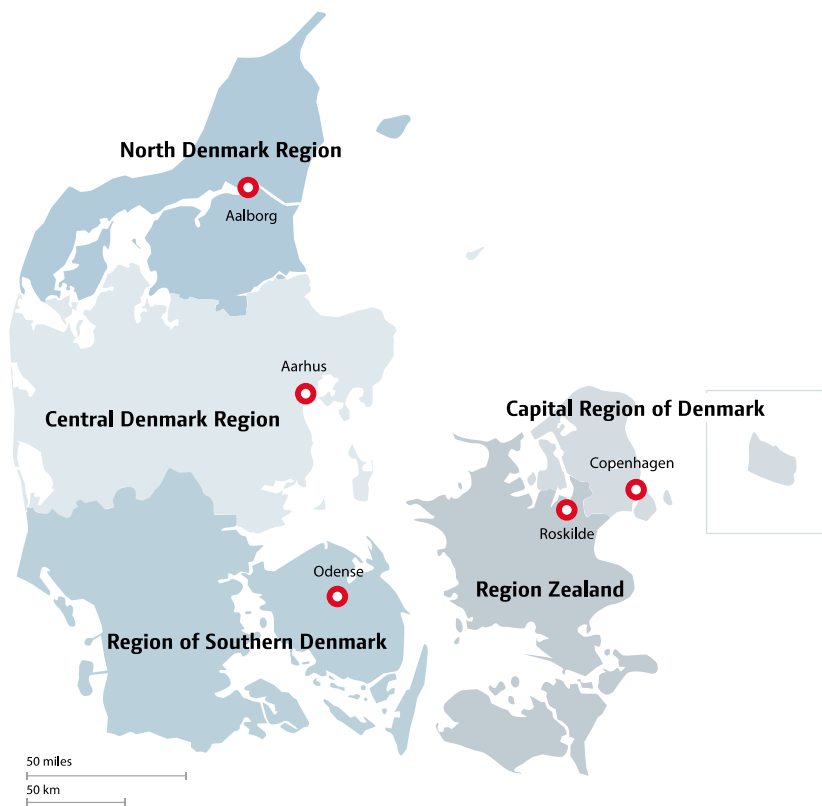 North Denmark Region
Aalborg
Aarhus
Central Denmark Region
Capital Region of Denmark
Copenhagen
Roskilde
Odense
Region Zealand
Region of Southern Denmark
50 miles
50 km